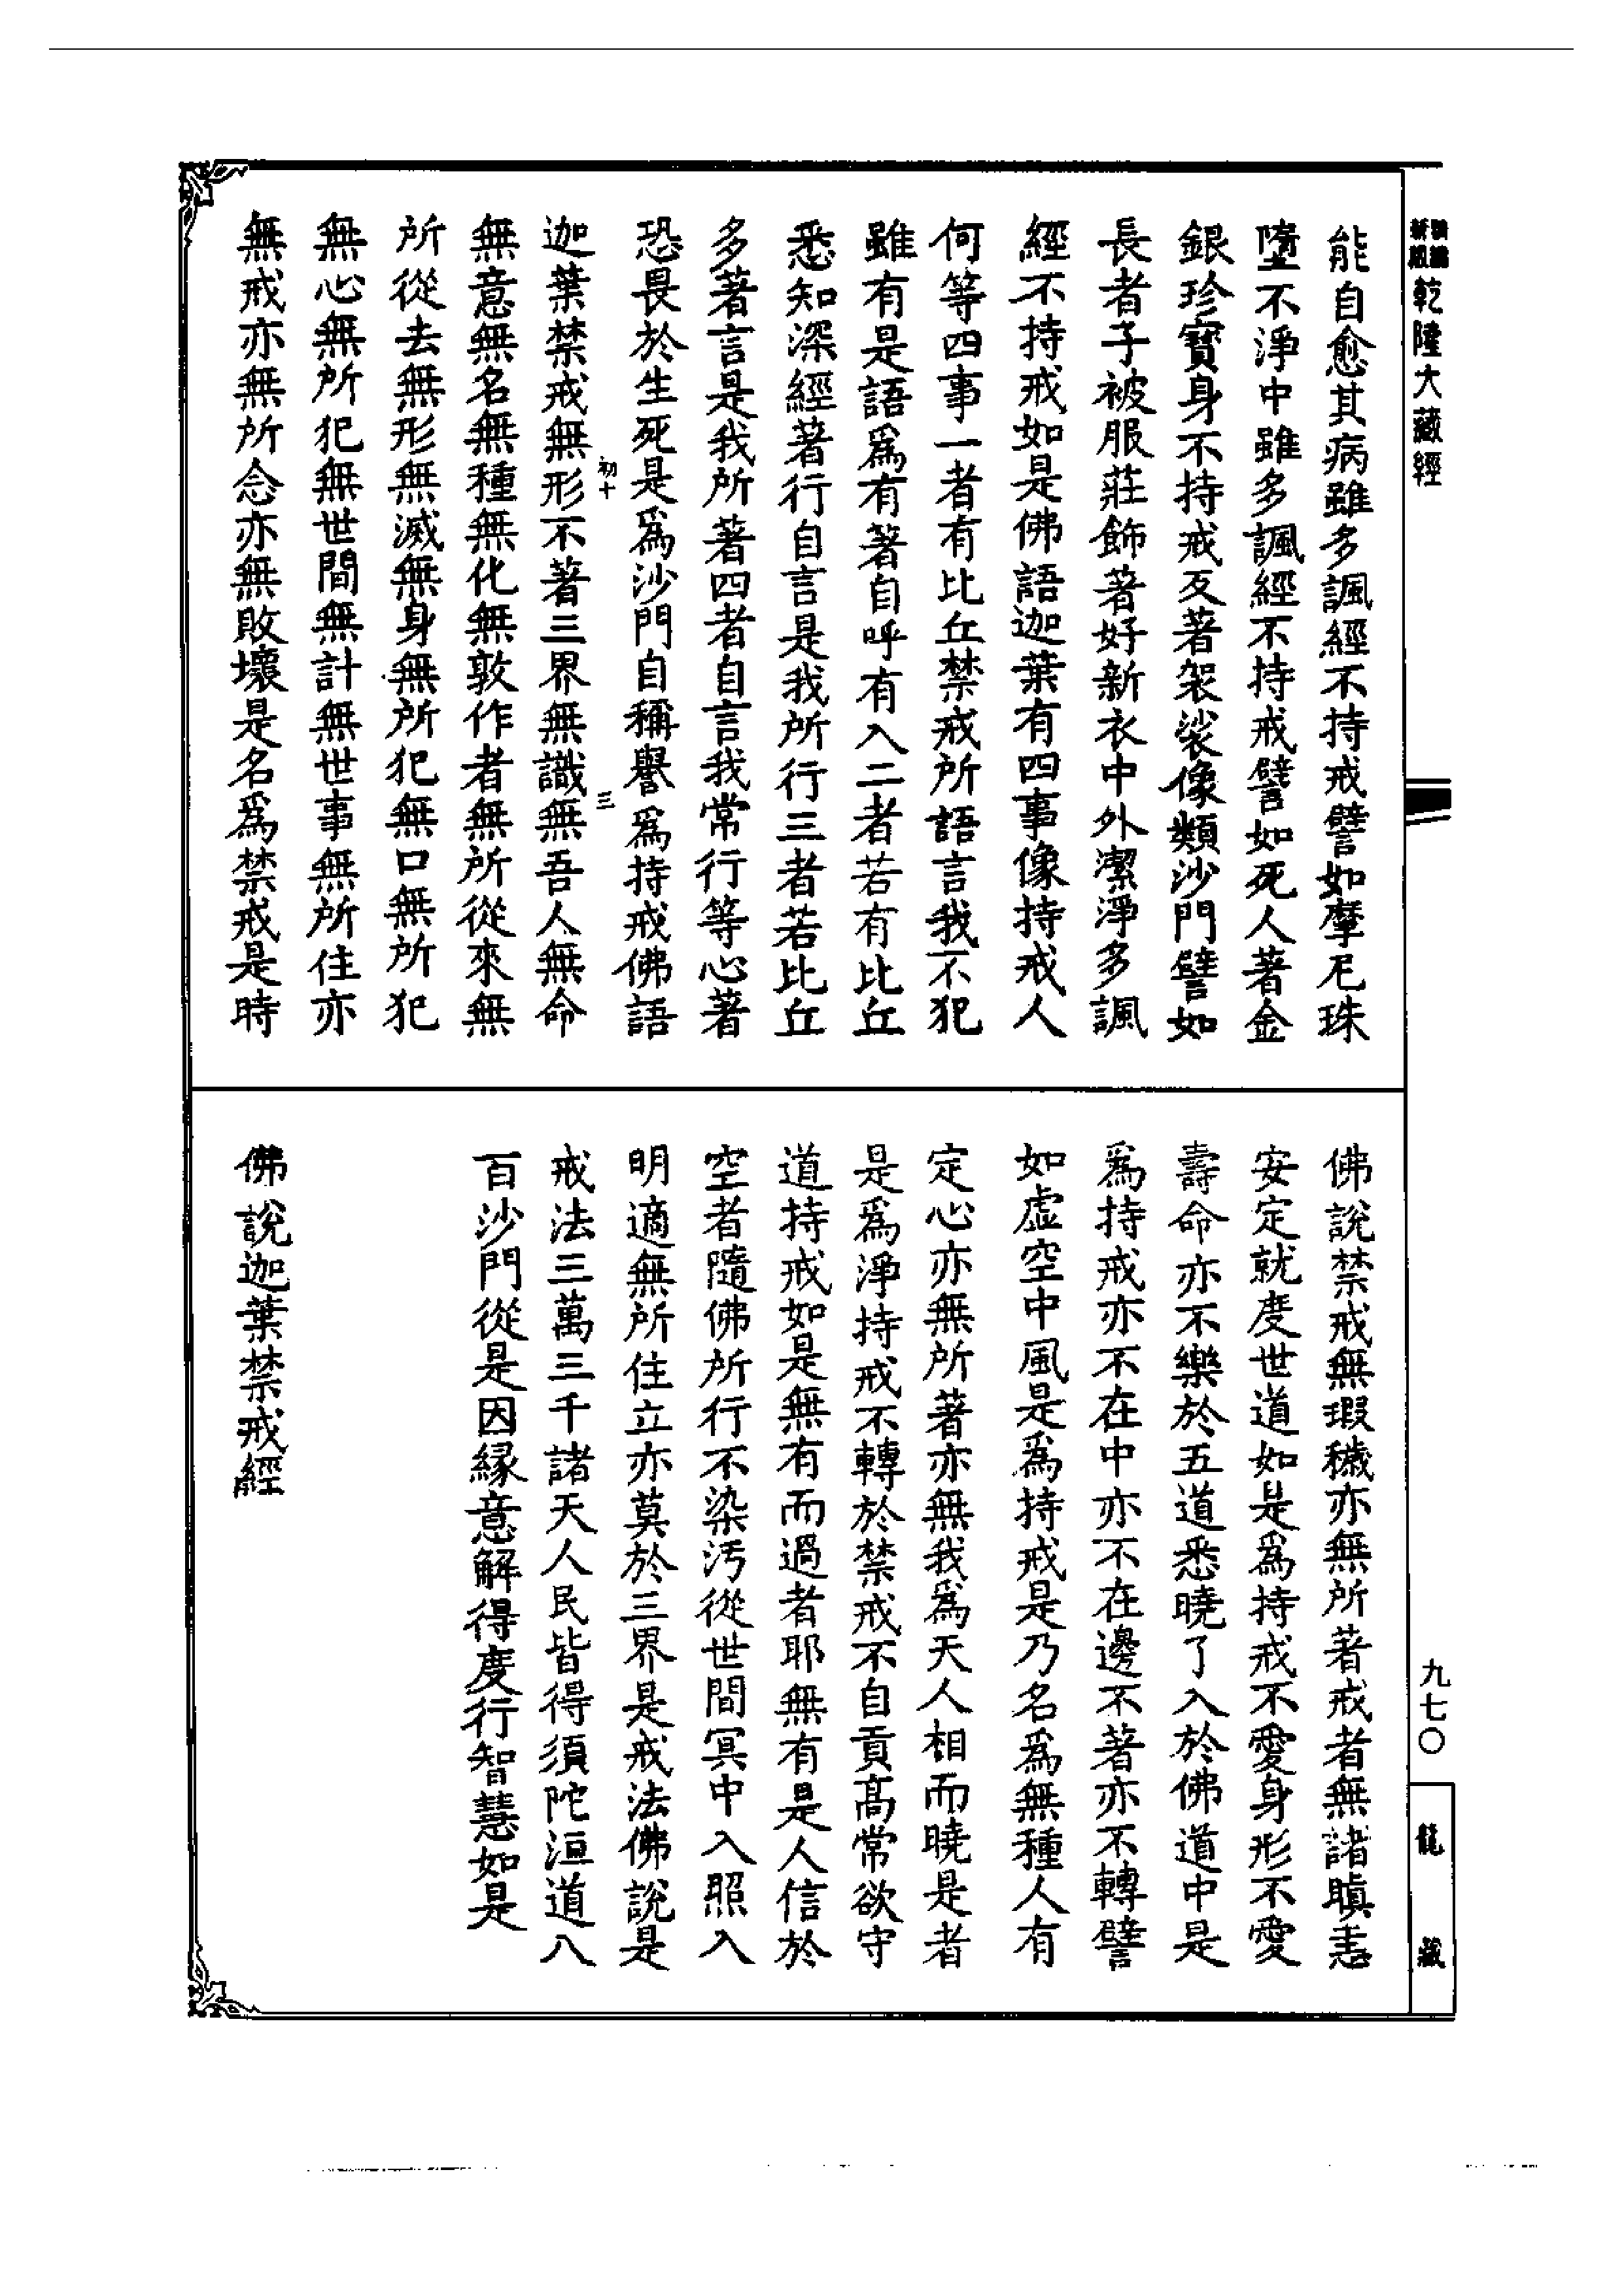 乾隆大藏經
能自愈其病雖多諷經不持戒譬如摩尼珠
墮不淨中雖多諷經不持戒譬如死人著金
銀珍寶身不持戒反著袈裟像類沙門譬如
長者子被服莊飾著好新衣中外潔淨多諷
經不持戒如是佛語迦葉有四事像持戒人
何等四事一者有比丘禁戒所語言我不犯
雖有是語爲有著自呼有入二者若有比丘
悉知深經著行自言是我所行三者若比丘
多著言是我所著四者自言我常行等心著
恐畏於生死是爲沙門自稱譽爲持戒佛語
初十
三
迦葉禁戒無形不著三界無識無吾人無命
無意無名無種無化無敦作者無所從來無
所從去無形無滅無身無所犯無口無所犯
無心無所犯無世間無計無世事無所住亦
無戒亦無所念亦無敗壞是名爲禁戒是時
佛說禁戒無瑕穢亦無所著戒者無諸瞋恚
安定就度世道如是爲持戒不愛身形不愛
壽命亦不樂於五道悉曉了入於佛道中是
爲持戒亦不在中亦不在邊不著亦不轉譬
如虛空中風是爲持戒是乃名爲無種人有
定心亦無所著亦無我爲天人相而曉是者
是爲淨持戒不轉於禁戒不自貢高常欲守
道持戒如是無有而過者耶無有是人信於
空者隨佛所行不染汚從世間冥中入照入
明適無所住立亦莫於三界是戒法佛說是
戒法三萬三千諸天人民皆得須陀洹道八
百沙門從是因緣意解得度行智慧如是
佛說迦葉禁戒經
九七〇
龍藏